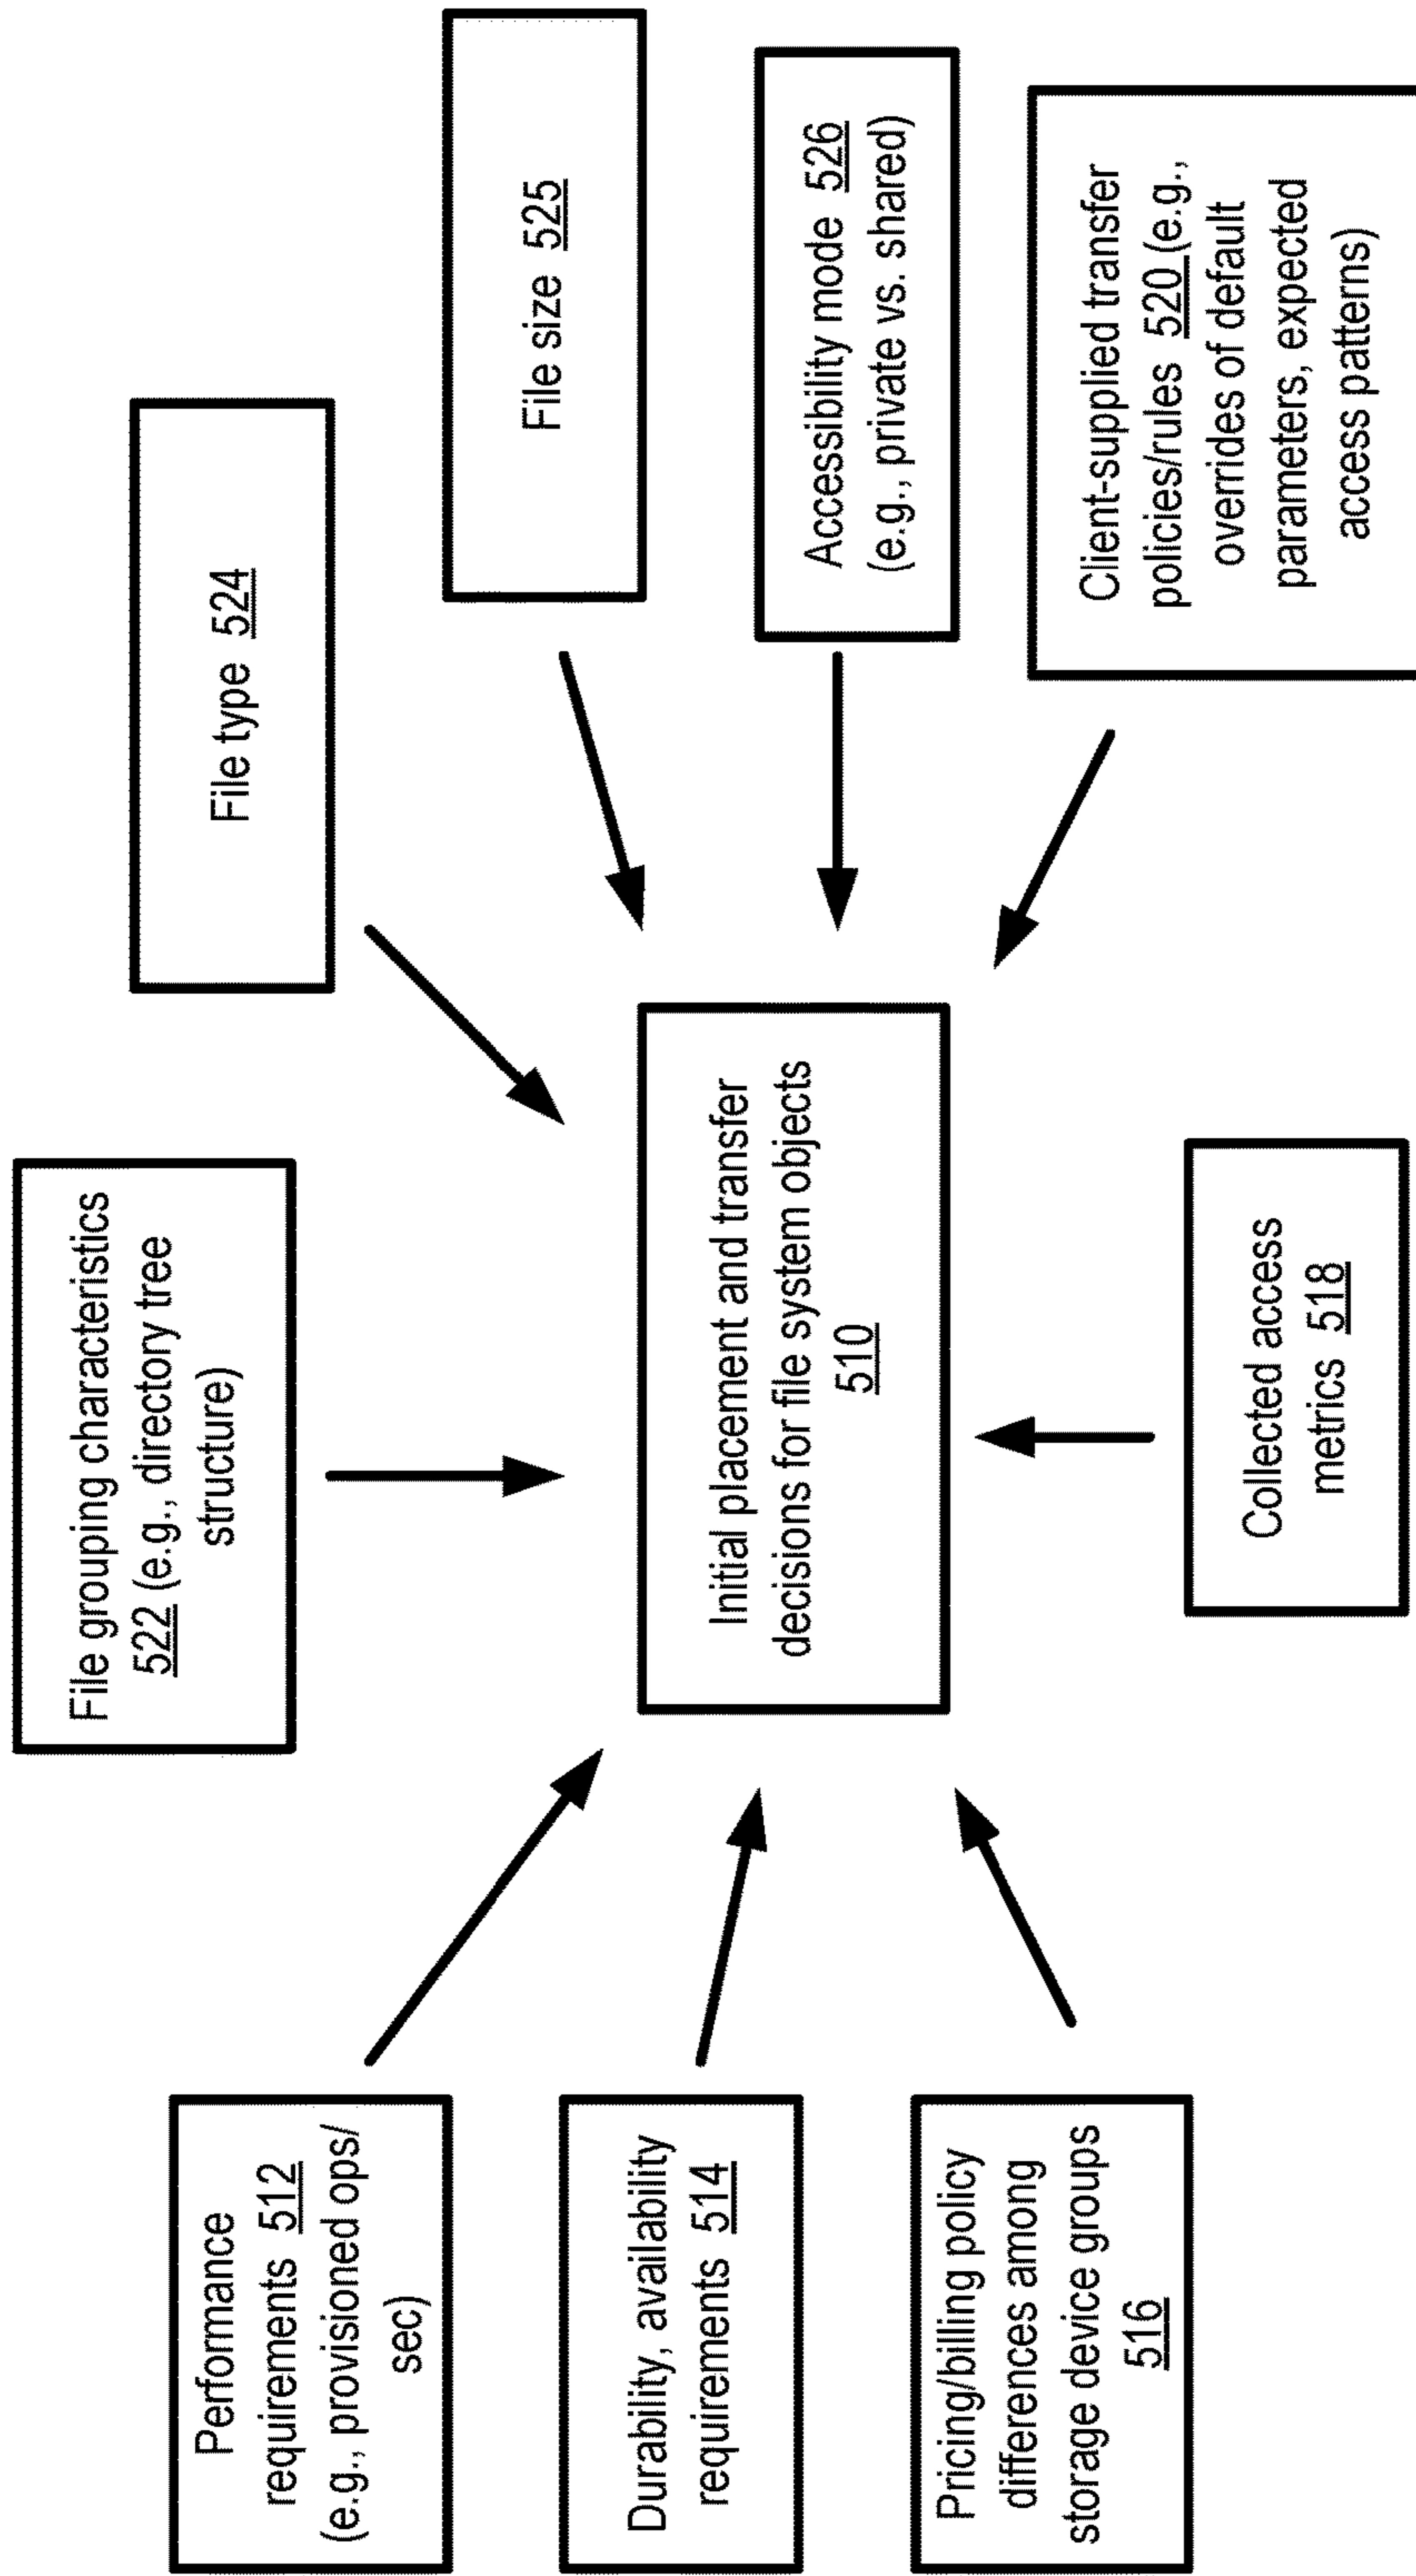 File grouping characteristics
522 (e.g., directory tree
structure)
File type 524
File size 525
Performance
requirements 512
(e.g., provisioned ops/
sec)
Durability, availability
requirements 514
Pricing/billing policy
differences among
storage device groups
516
Initial placement and transfer
decisions for file system objects
510
Accessibility mode 526
(e.g., private vs. shared)
Client-supplied transfer
policies/rules 520 (e.g.,
overrides of default
parameters, expected
access patterns)
Collected access
metrics 518